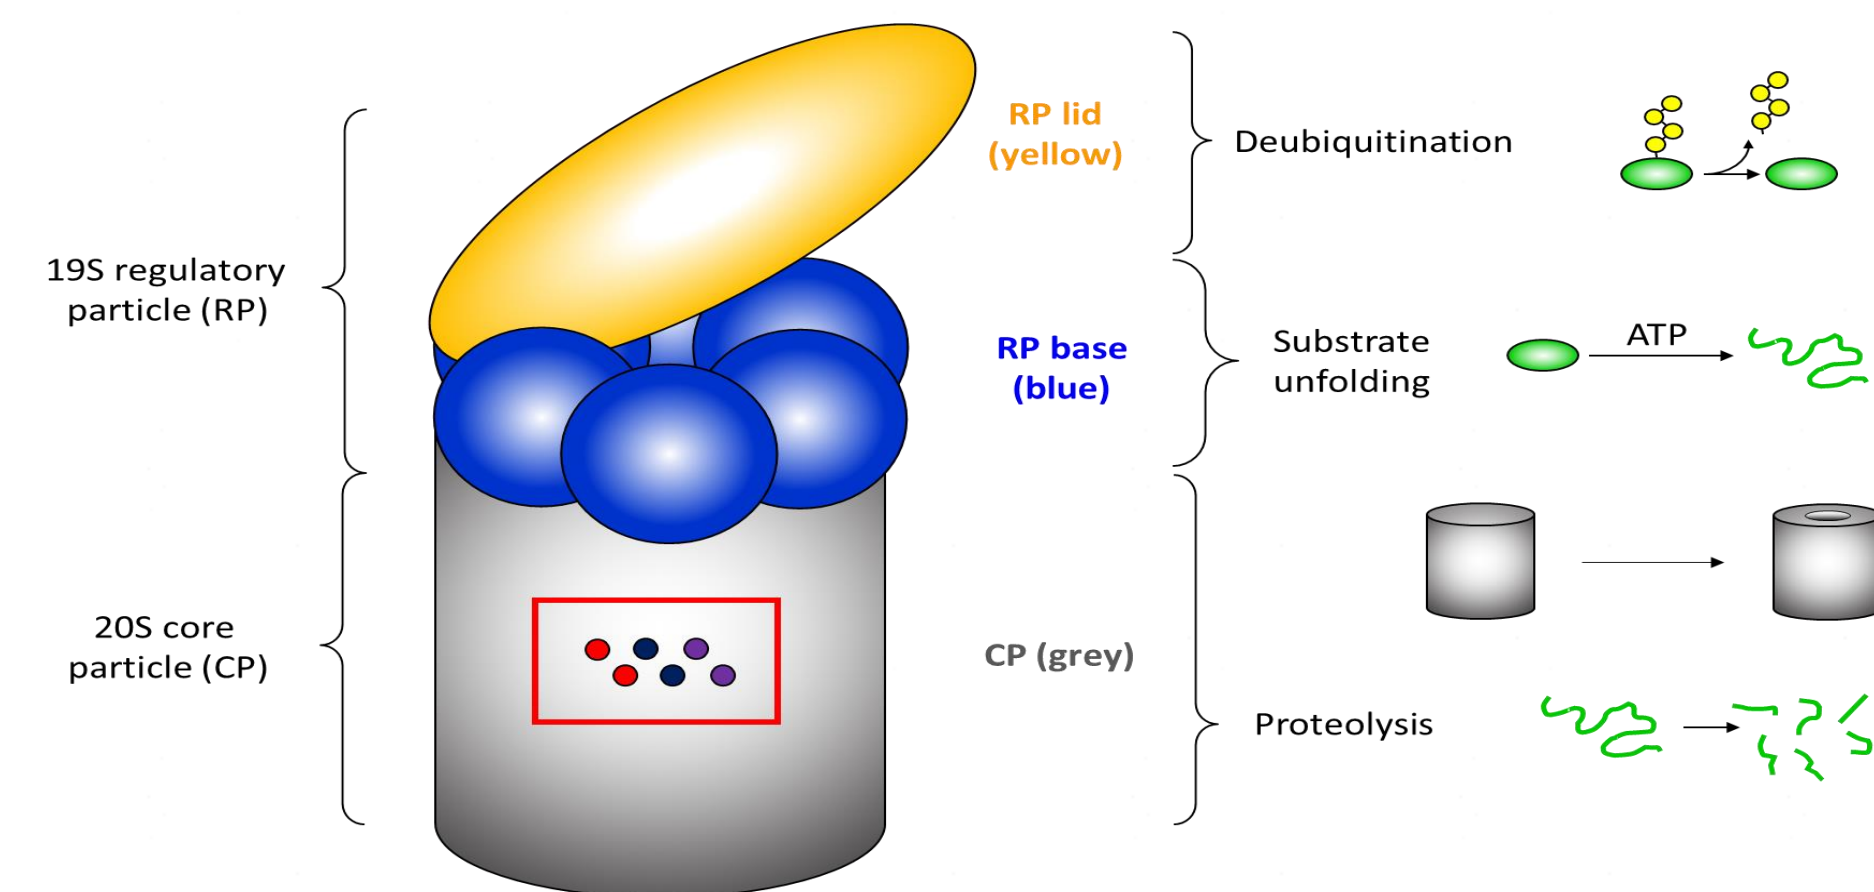 19S regulatory
particle (RP)
20S core
particle (CP)
RP lid
(yellow)
RP base
(blue)
CP (grey)
Deubiquitination
Substrate
unfolding
ATP
Proteolysis